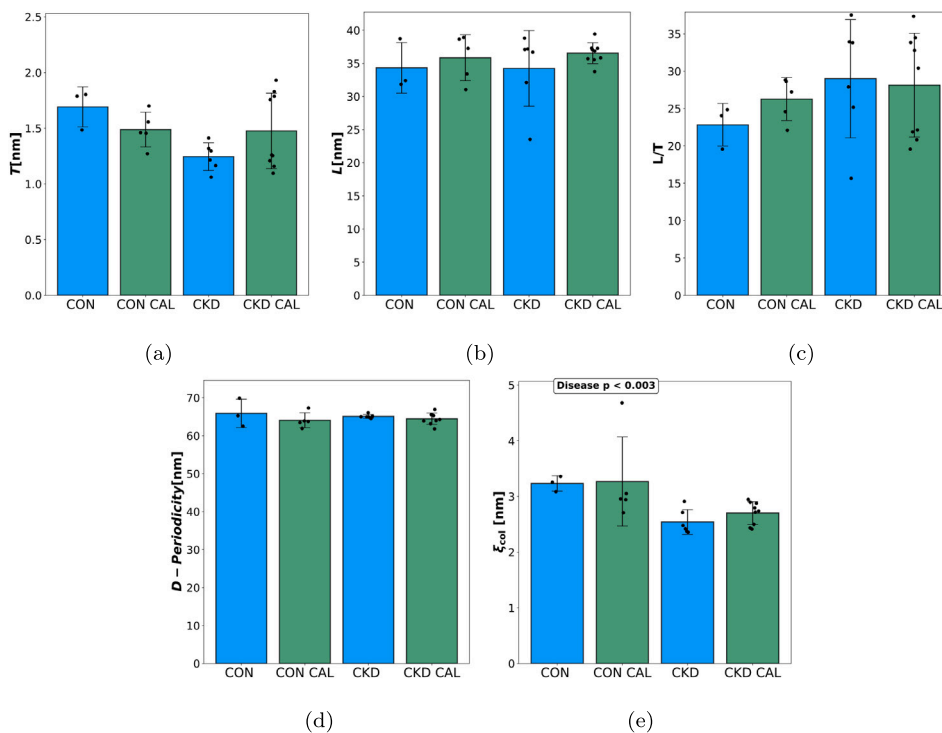 T[nm]
2.5
2.0
1.5
1.0
0.5
0.0
CON CON CAL CKD CKD CAL
(a)
L[nm]
40
35
30
25
20
15
10
5
0
CON CON CAL CKD CKD CAL
(b)
L/T
35
30
25
20
15
10
5
0
CON CON CAL CKD CKD CAL
(c)
D − Periodicity[nm]
70
60
50
40
30
20
10
0
CON CON CAL CKD CKD CAL
(d)
Disease p < 0.003
ξcol [nm]
5
4
3
2
1
0
CON CON CAL CKD CKD CAL
(e)